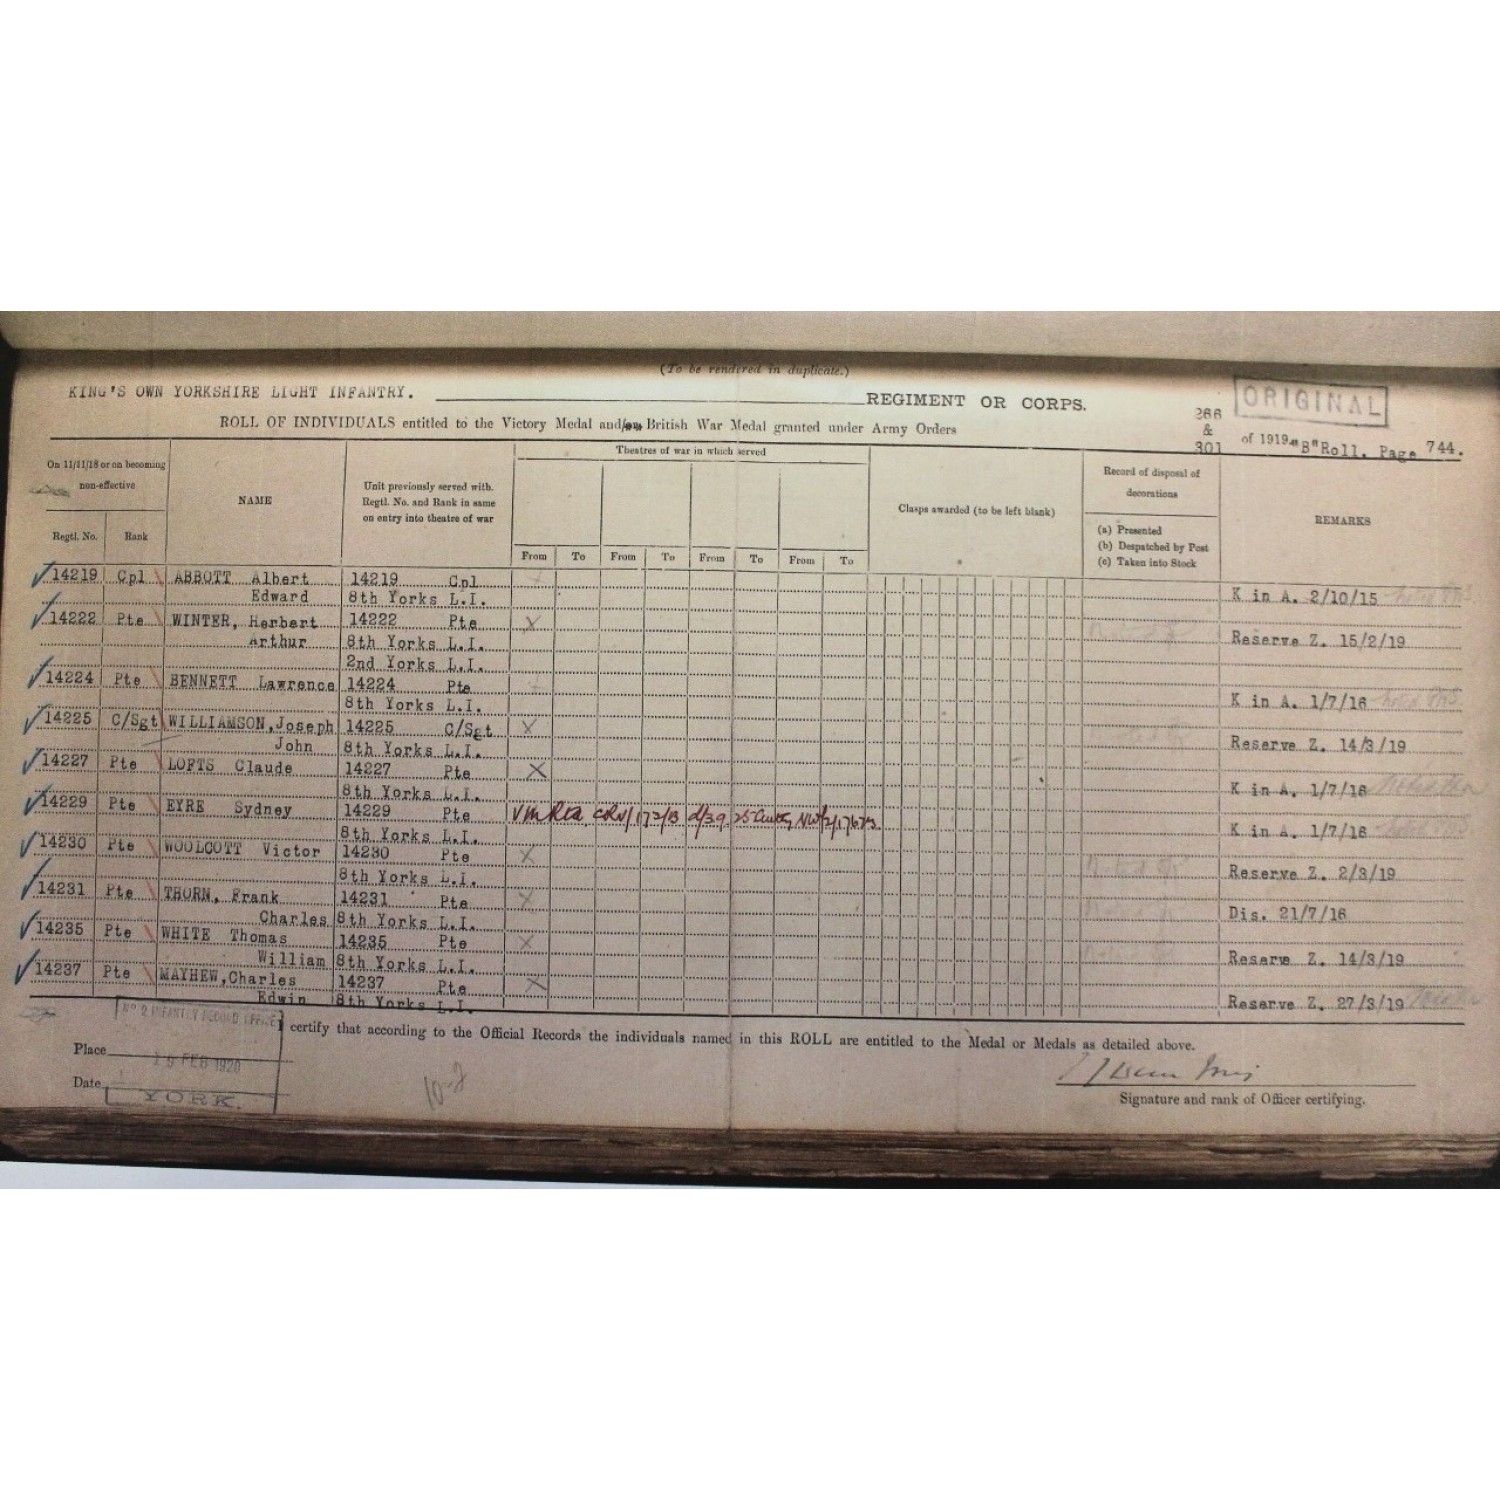 (To be rendered in duplicate.)
KING'S OWN YORKSHIRE LIGHT INFANTRY. REGIMENT OR CORPS.
ORIGINAL
ROLL OF INDIVIDUALS entitled to the Victory Medal and/or British War Medal granted under Army Orders 266 & 301 of 1919. "B" Roll. Page 744.
On 11/11/18 or on becoming non-effective
Regtl. No. Rank
NAME
Unit previously served with. Regtl. No. and Rank in same on entry into theatre of war
Theatres of war in which served
From To From To From To From To
Clasps awarded (to be left blank)
Record of disposal of decorations
(a) Presented
(b) Despatched by Post
(c) Taken into Stock
REMARKS
14219 Cpl ABBOTT Albert 14219 Cpl
Edward 8th Yorks L.I. K in A. 2/10/15
14222 Pte WINTER, Herbert 14222 Pte X
Arthur 8th Yorks L.I. Reserve Z. 15/2/19
2nd Yorks L.I.
14224 Pte BENNETT Lawrence 14224 Pte
8th Yorks L.I. K in A. 1/7/16
14225 C/Sgt WILLIAMSON, Joseph 14225 C/Sgt X
John 8th Yorks L.I. Reserve Z. 14/3/19
14227 Pte LOFTS Claude 14227 Pte X
8th Yorks L.I. K in A. 1/7/16
14229 Pte EYRE Sydney 14229 Pte
8th Yorks L.I. K in A. 1/7/16
14230 Pte WOOLCOTT Victor 14230 Pte X
8th Yorks L.I. Reserve Z. 2/3/19
14231 Pte THORN, Frank 14231 Pte X
Charles 8th Yorks L.I. Dis. 21/7/16
14235 Pte WHITE Thomas 14235 Pte X
William 8th Yorks L.I. Reserve Z. 14/3/19
14237 Pte MAYHEW, Charles 14237 Pte X
Edwin 8th Yorks L.I. Reserve Z. 27/3/19
No 2 INFANTRY RECORD OFFICE
I certify that according to the Official Records the individuals named in this ROLL are entitled to the Medal or Medals as detailed above.
Place
FEB 1920
Date
YORK.
Signature and rank of Officer certifying.